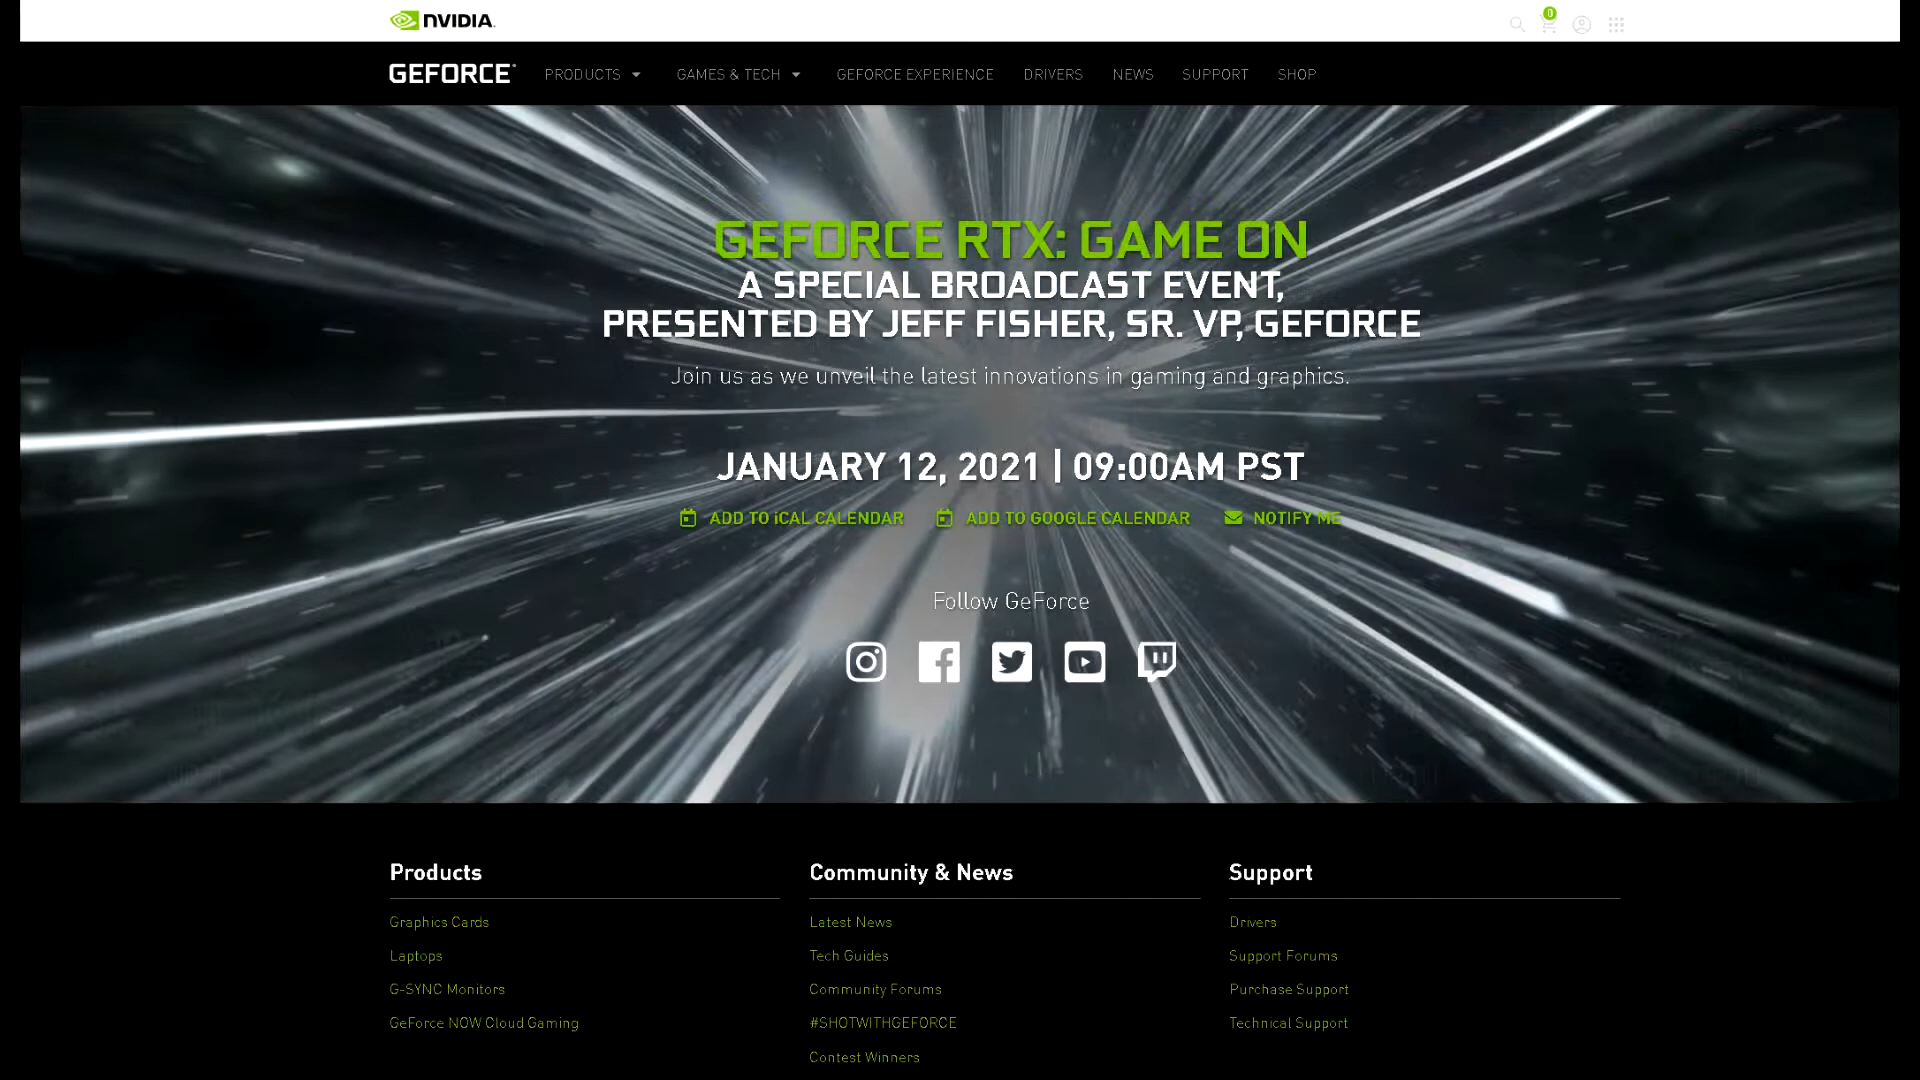 NVIDIA
0
GEFORCE
PRODUCTS
GAMES & TECH
GEFORCE EXPERIENCE
DRIVERS
NEWS
SUPPORT
SHOP
GEFORCE RTX: GAME ON
A SPECIAL BROADCAST EVENT,
PRESENTED BY JEFF FISHER, SR. VP, GEFORCE
Join us as we unveil the latest innovations in gaming and graphics.
JANUARY 12, 2021 | 09:00AM PST
ADD TO iCAL CALENDAR
ADD TO GOOGLE CALENDAR
NOTIFY ME
Follow GeForce
Products
Graphics Cards
Laptops
G-SYNC Monitors
GeForce NOW Cloud Gaming
Community & News
Latest News
Tech Guides
Community Forums
#SHOTWITHGEFORCE
Contest Winners
Support
Drivers
Support Forums
Purchase Support
Technical Support